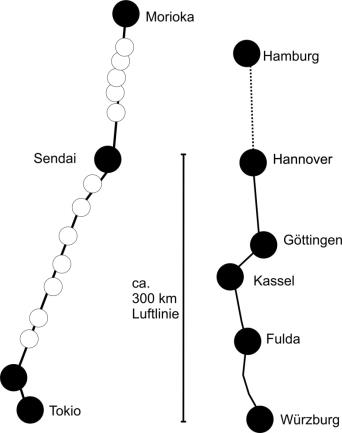 Morioka
Hamburg
Sendai
Hannover
Göttingen
ca.
300 km
Luftlinie
Kassel
Fulda
Tokio
Würzburg